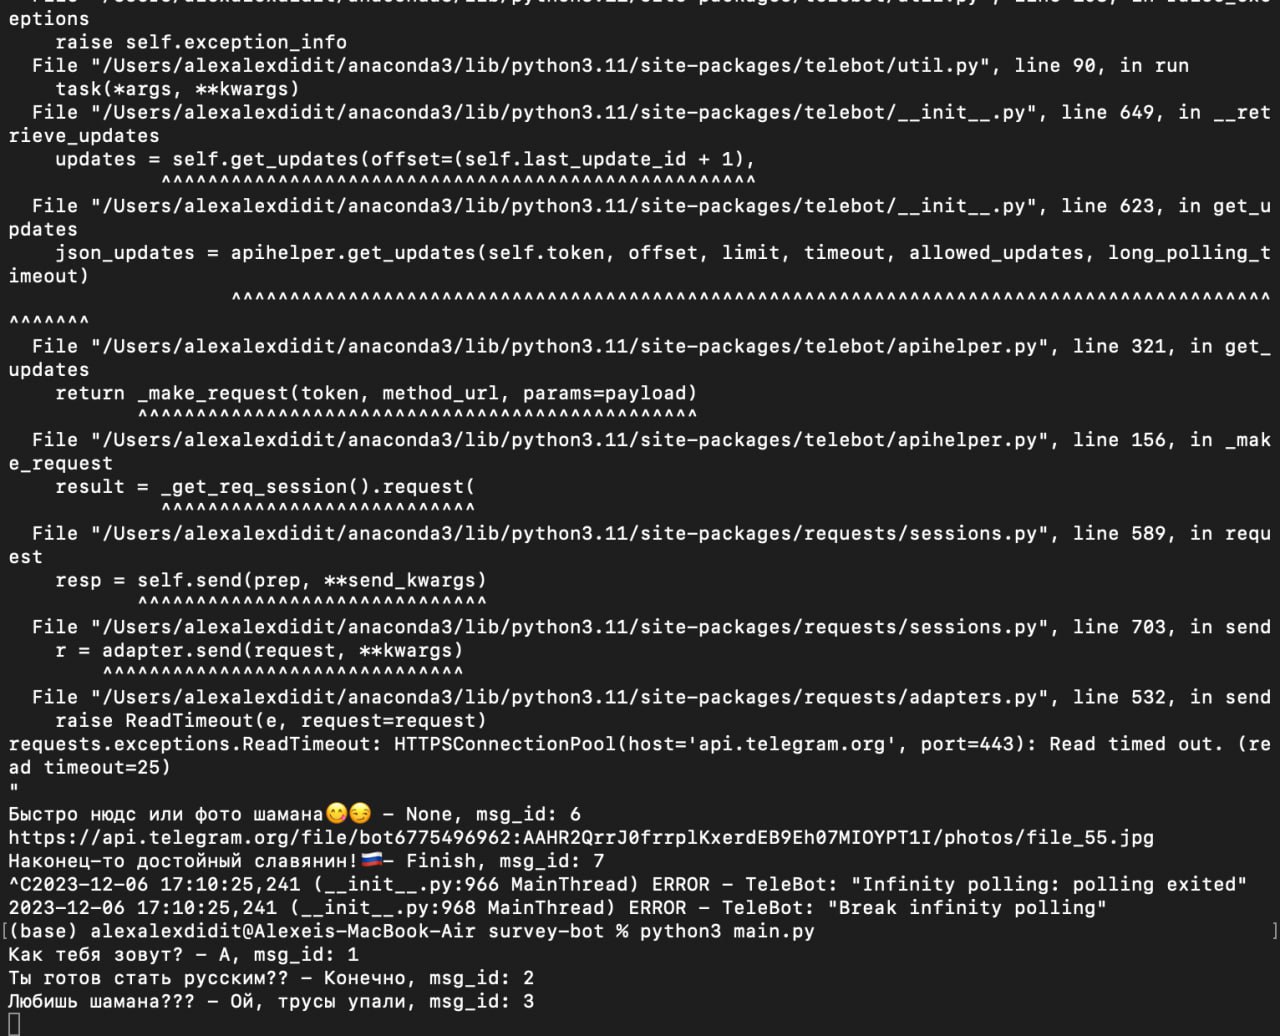 eptions
    raise self.exception_info
  File "/Users/alexalexdidit/anaconda3/lib/python3.11/site-packages/telebot/util.py", line 90, in run
    task(*args, **kwargs)
  File "/Users/alexalexdidit/anaconda3/lib/python3.11/site-packages/telebot/__init__.py", line 649, in __ret
rieve_updates
    updates = self.get_updates(offset=(self.last_update_id + 1),
             ^^^^^^^^^^^^^^^^^^^^^^^^^^^^^^^^^^^^^^^^^^^^^^^^^^^
  File "/Users/alexalexdidit/anaconda3/lib/python3.11/site-packages/telebot/__init__.py", line 623, in get_u
pdates
    json_updates = apihelper.get_updates(self.token, offset, limit, timeout, allowed_updates, long_polling_t
imeout)
                   ^^^^^^^^^^^^^^^^^^^^^^^^^^^^^^^^^^^^^^^^^^^^^^^^^^^^^^^^^^^^^^^^^^^^^^^^^^^^^^^^^^^^^^^^^
^^^^^^^
  File "/Users/alexalexdidit/anaconda3/lib/python3.11/site-packages/telebot/apihelper.py", line 321, in get_
updates
    return _make_request(token, method_url, params=payload)
           ^^^^^^^^^^^^^^^^^^^^^^^^^^^^^^^^^^^^^^^^^^^^^^^^
  File "/Users/alexalexdidit/anaconda3/lib/python3.11/site-packages/telebot/apihelper.py", line 156, in _mak
e_request
    result = _get_req_session().request(
             ^^^^^^^^^^^^^^^^^^^^^^^^^^^
  File "/Users/alexalexdidit/anaconda3/lib/python3.11/site-packages/requests/sessions.py", line 589, in requ
est
    resp = self.send(prep, **send_kwargs)
           ^^^^^^^^^^^^^^^^^^^^^^^^^^^^^^
  File "/Users/alexalexdidit/anaconda3/lib/python3.11/site-packages/requests/sessions.py", line 703, in send
    r = adapter.send(request, **kwargs)
        ^^^^^^^^^^^^^^^^^^^^^^^^^^^^^^^
  File "/Users/alexalexdidit/anaconda3/lib/python3.11/site-packages/requests/adapters.py", line 532, in send
    raise ReadTimeout(e, request=request)
requests.exceptions.ReadTimeout: HTTPSConnectionPool(host='api.telegram.org', port=443): Read timed out. (re
ad timeout=25)
"
Быстро нюдс или фото шамана😋😏 - None, msg_id: 6
https://api.telegram.org/file/bot6775496962:AAHR2QrrJ0frrplKxerdEB9Eh07MIOYPT1I/photos/file_55.jpg
Наконец-то достойный славянин!🇷🇺- Finish, msg_id: 7
^C2023-12-06 17:10:25,241 (__init__.py:966 MainThread) ERROR - TeleBot: "Infinity polling: polling exited"
2023-12-06 17:10:25,241 (__init__.py:968 MainThread) ERROR - TeleBot: "Break infinity polling"
[(base) alexalexdidit@Alexeis-MacBook-Air survey-bot % python3 main.py ]
Как тебя зовут? - А, msg_id: 1
Ты готов стать русским?? - Конечно, msg_id: 2
Любишь шамана??? - Ой, трусы упали, msg_id: 3